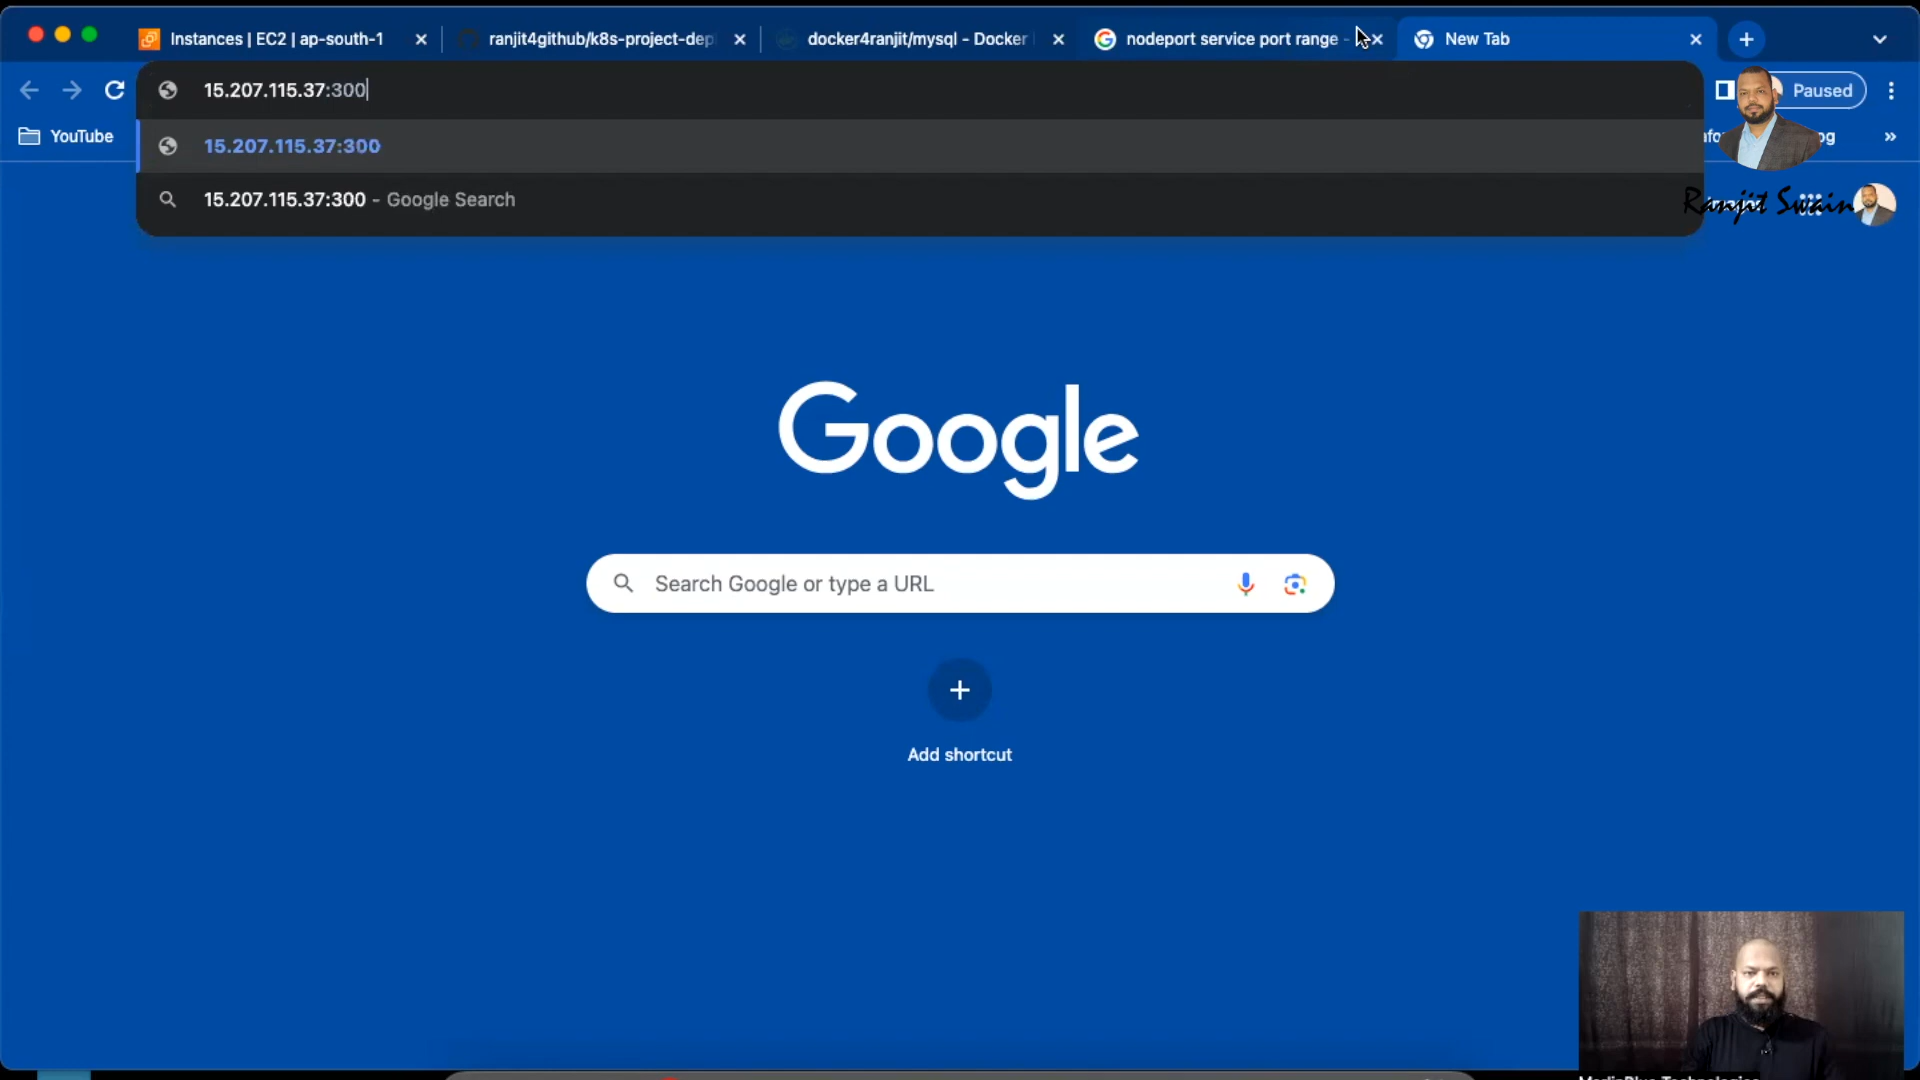 Instances | EC2 | ap-south-1
ranjit4github/k8s-project-dep
docker4ranjit/mysql - Docker
nodeport service port range -
New Tab
15.207.115.37:300
Paused
YouTube
15.207.115.37:300
15.207.115.37:300 - Google Search
Ranjit Swain
Google
Search Google or type a URL
Add shortcut